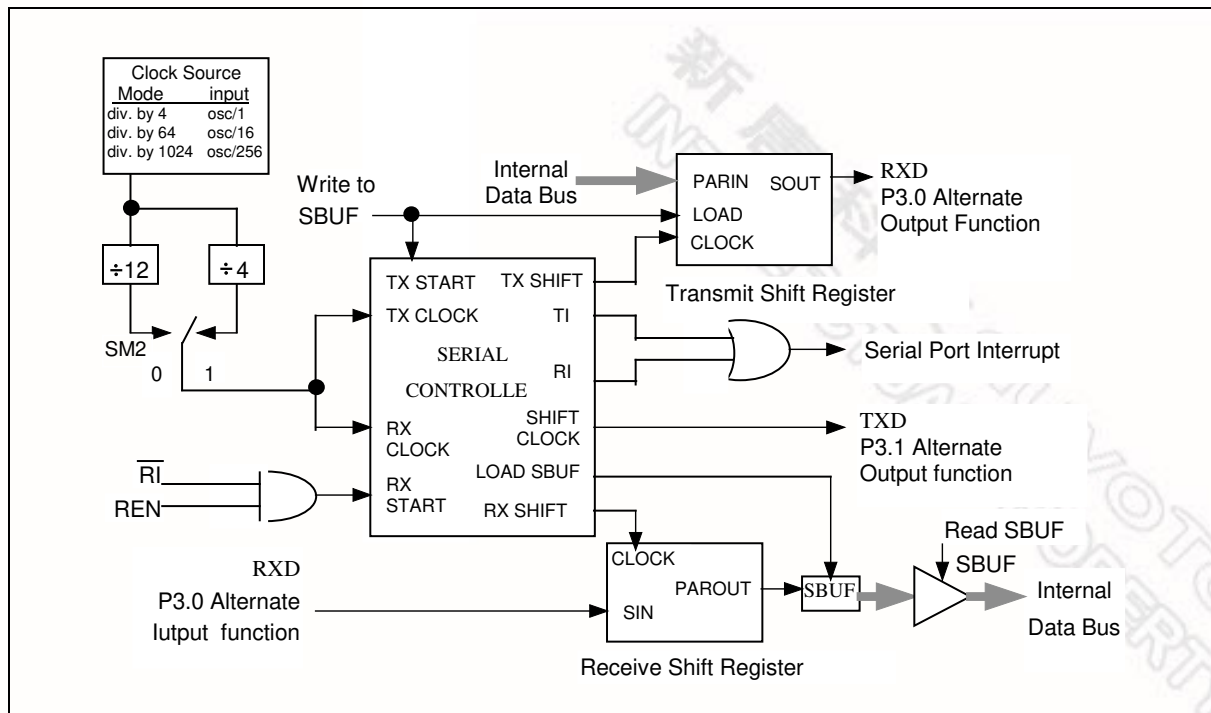 Clock Source
Mode input
div. by 4 osc/1
div. by 64 osc/16
div. by 1024 osc/256
÷12
÷4
SM2
0 1
Write to
SBUF
Internal
Data Bus
PARIN SOUT
LOAD
CLOCK
RXD
P3.0 Alternate
Output Function
Transmit Shift Register
TX START TX SHIFT
TX CLOCK TI
SERIAL
CONTROLLE
RI
RX
CLOCK
SHIFT
CLOCK
LOAD SBUF
RX
START
RX SHIFT
Serial Port Interrupt
TXD
P3.1 Alternate
Output function
RI
REN
RXD
P3.0 Alternate
Iutput function
CLOCK
PAROUT
SIN
Receive Shift Register
SBUF
Read SBUF
SBUF
Internal
Data Bus
新唐科